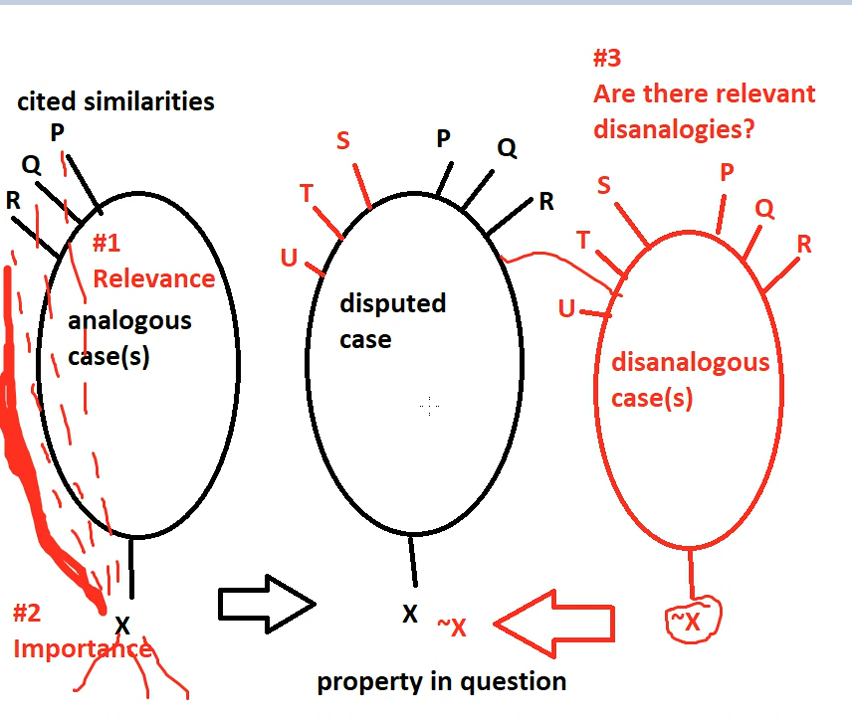 #3
Are there relevant
disanalogies?
cited similarities
P
Q
R
#1
Relevance
analogous
case(s)
S
T
U
P
Q
R
disputed
case
S
T
U
P
Q
R
disanalogous
case(s)
#2
Importance
X
X
~X
~X
property in question